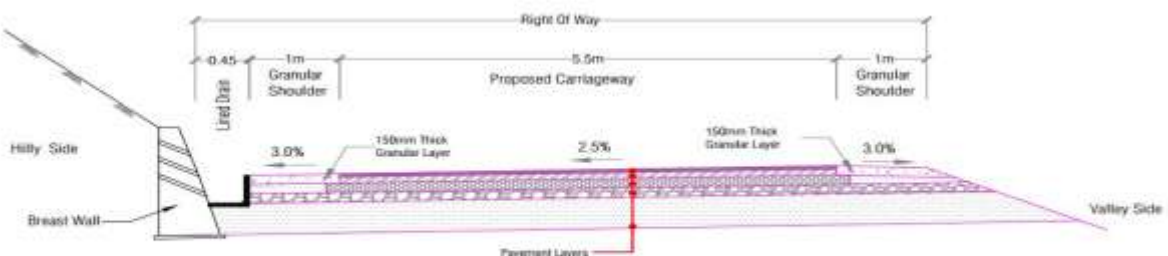 Right Of Way
0.45
1m
5.5m
1m
Granular
Shoulder
Proposed Carriageway
Granular
Shoulder
Lined Drain
Hilly Side
3.0%
150mm Thick
Granular Layer
2.5%
150mm Thick
Granular Layer
3.0%
Breast Wall
Valley Side
Pavement Layers